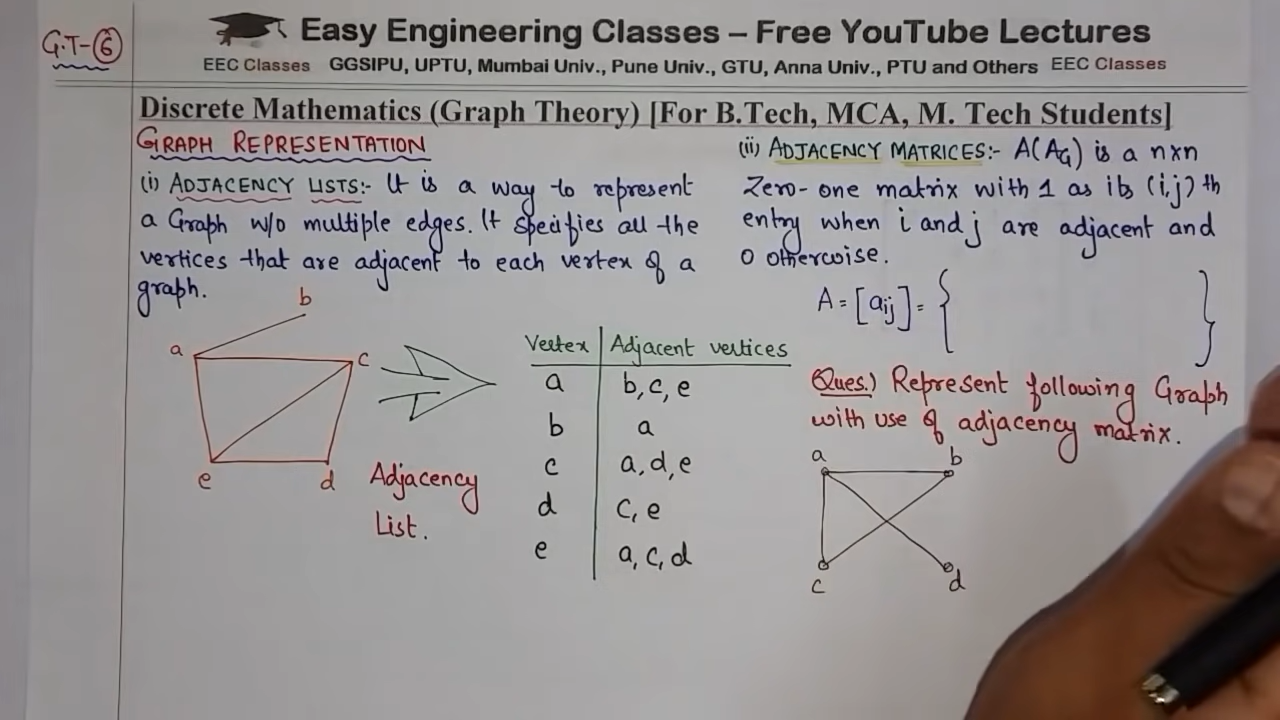 G.T-6
Easy Engineering Classes – Free YouTube Lectures
EEC Classes GGSIPU, UPTU, Mumbai Univ., Pune Univ., GTU, Anna Univ., PTU and Others EEC Classes
Discrete Mathematics (Graph Theory) [For B.Tech, MCA, M. Tech Students]
GRAPH REPRESENTATION
(i) ADJACENCY LISTS:- It is a way to represent
a Graph w/o multiple edges. It specifies all the
vertices that are adjacent to each vertex of a
graph.
b
a
c
e
d
Adjacency
List.
Vertex Adjacent vertices
a b, c, e
b a
c a, d, e
d c, e
e a, c, d
(ii) ADJACENCY MATRICES:- A(AG) is a n×n
Zero-one matrix with 1 as its (i,j)th
entry when i and j are adjacent and
0 otherwise.
A = [aij] = { }
Ques.) Represent following Graph
with use of adjacency matrix.
a b
c d